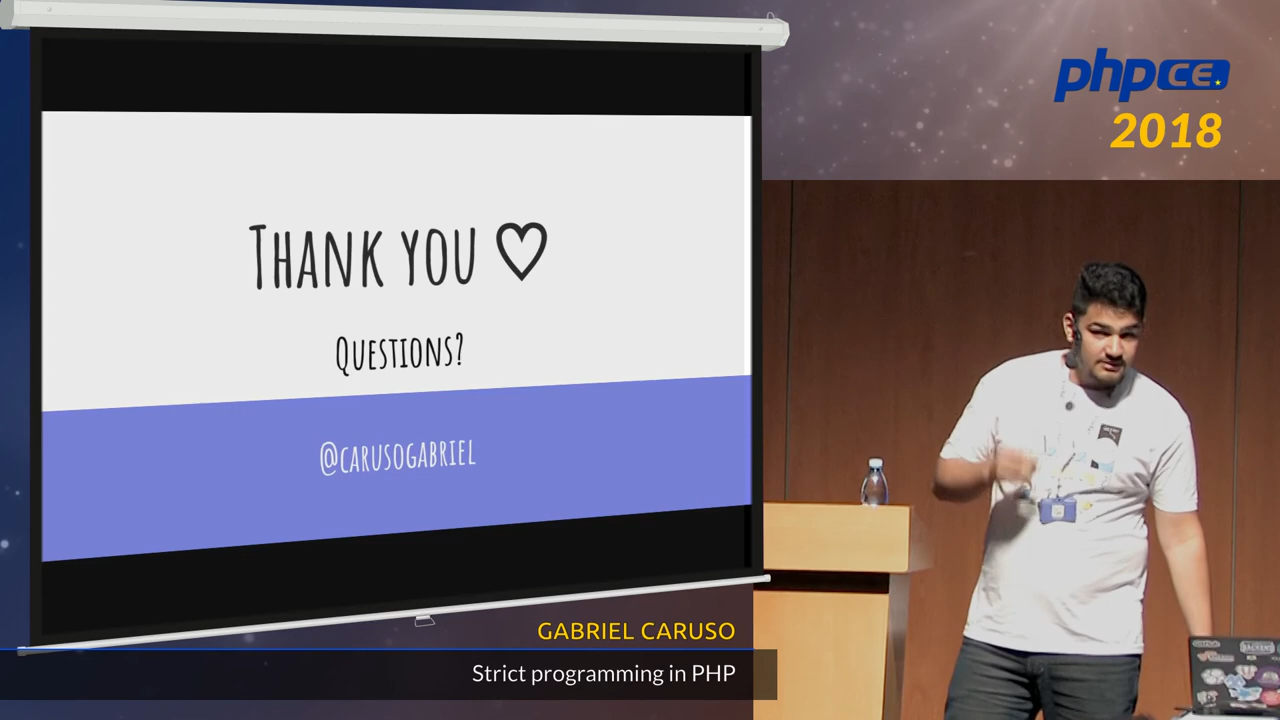 phpce
2018
THANK YOU ♡
QUESTIONS?
@CARUSOGABRIEL
GABRIEL CARUSO
Strict programming in PHP